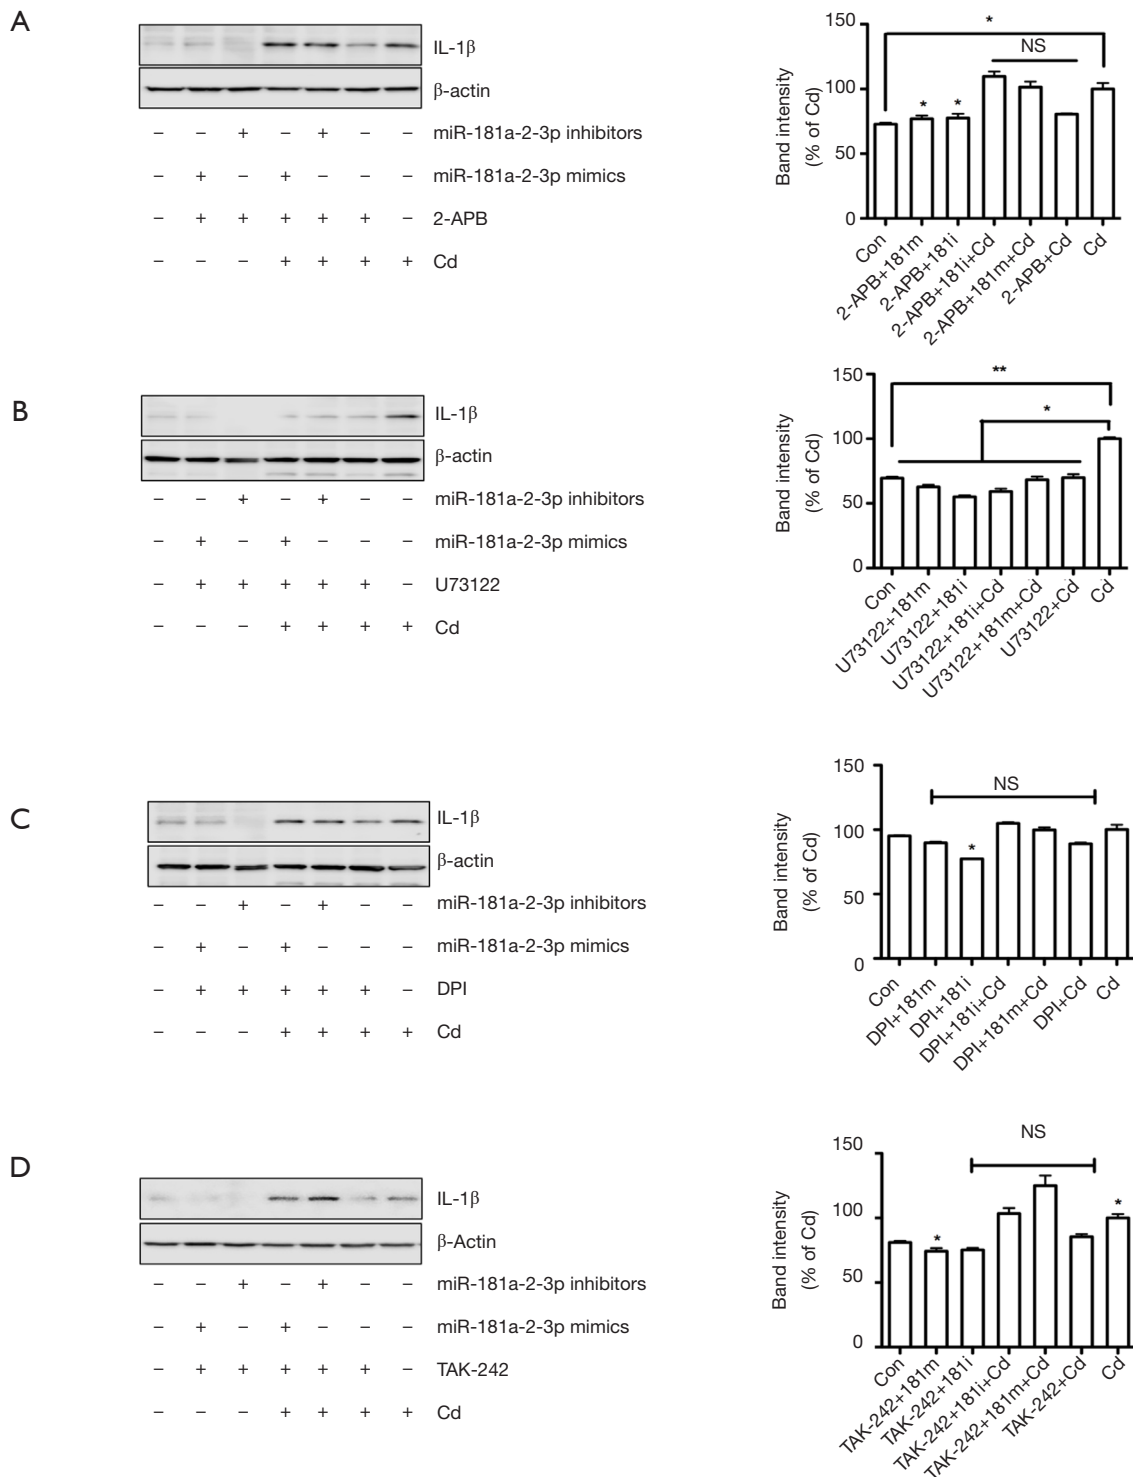 A
IL-1β
β-actin
– – + – + – – miR-181a-2-3p inhibitors
– + – + – – – miR-181a-2-3p mimics
– + + + + + – 2-APB
– – – + + + + Cd
Band intensity
(% of Cd)
150
100
50
0
*
NS
* *
Con
2-APB+181m
2-APB+181i
2-APB+181i+Cd
2-APB+181m+Cd
2-APB+Cd
Cd
B
IL-1β
β-actin
– – + – + – – miR-181a-2-3p inhibitors
– + – + – – – miR-181a-2-3p mimics
– + + + + + – U73122
– – – + + + + Cd
Band intensity
(% of Cd)
150
100
50
0
**
*
Con
U73122+181m
U73122+181i
U73122+181i+Cd
U73122+181m+Cd
U73122+Cd
Cd
C
IL-1β
β-actin
– – + – + – – miR-181a-2-3p inhibitors
– + – + – – – miR-181a-2-3p mimics
– + + + + + – DPI
– – – + + + + Cd
Band intensity
(% of Cd)
150
100
50
0
NS
*
Con
DPI+181m
DPI+181i
DPI+181i+Cd
DPI+181m+Cd
DPI+Cd
Cd
D
IL-1β
β-Actin
– – + – + – – miR-181a-2-3p inhibitors
– + – + – – – miR-181a-2-3p mimics
– + + + + + – TAK-242
– – – + + + + Cd
Band intensity
(% of Cd)
150
100
50
0
NS
* *
Con
TAK-242+181m
TAK-242+181i
TAK-242+181i+Cd
TAK-242+181m+Cd
TAK-242+Cd
Cd